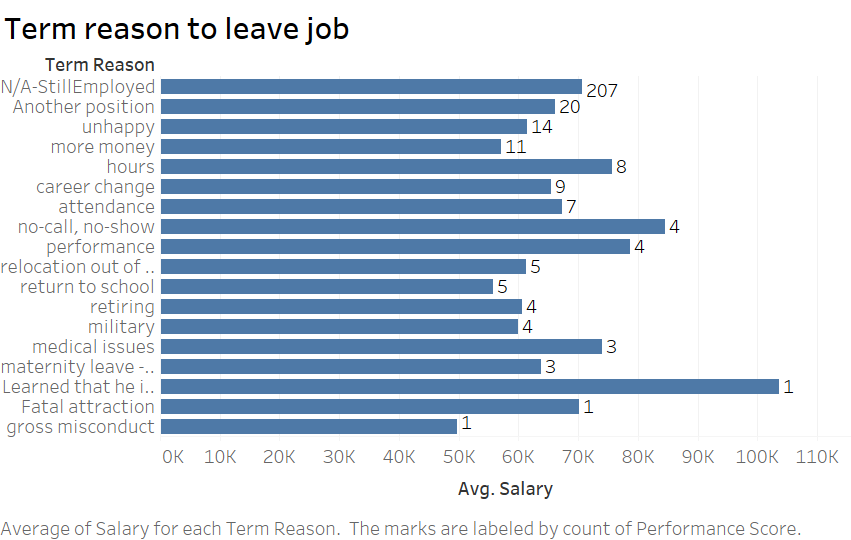 Term reason to leave job
Term Reason
N/A-StillEmployed 207
Another position 20
unhappy 14
more money 11
hours 8
career change 9
attendance 7
no-call, no-show 4
performance 4
relocation out of .. 5
return to school 5
retiring 4
military 4
medical issues 3
maternity leave -.. 3
Learned that he i.. 1
Fatal attraction 1
gross misconduct 1
0K 10K 20K 30K 40K 50K 60K 70K 80K 90K 100K 110K
Avg. Salary
Average of Salary for each Term Reason. The marks are labeled by count of Performance Score.